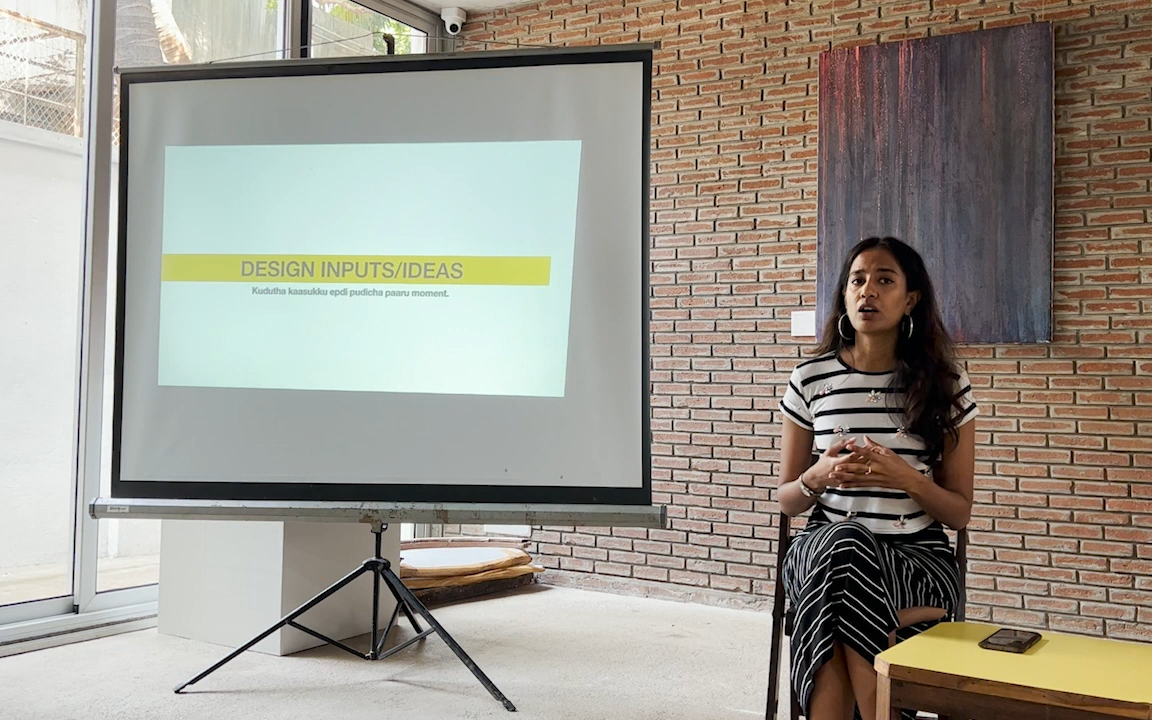 DESIGN INPUTS/IDEAS
Kudutha kaasukku epdi pudicha paaru moment.